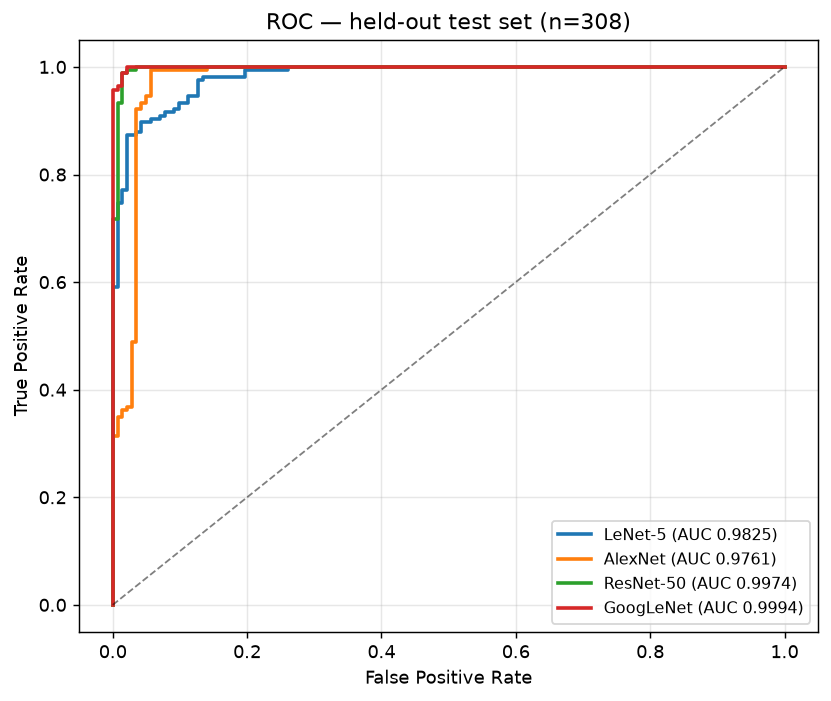 ROC — held-out test set (n=308)
True Positive Rate
1.0
0.8
0.6
0.4
0.2
0.0
0.0 0.2 0.4 0.6 0.8 1.0
False Positive Rate
LeNet-5 (AUC 0.9825)
AlexNet (AUC 0.9761)
ResNet-50 (AUC 0.9974)
GoogLeNet (AUC 0.9994)